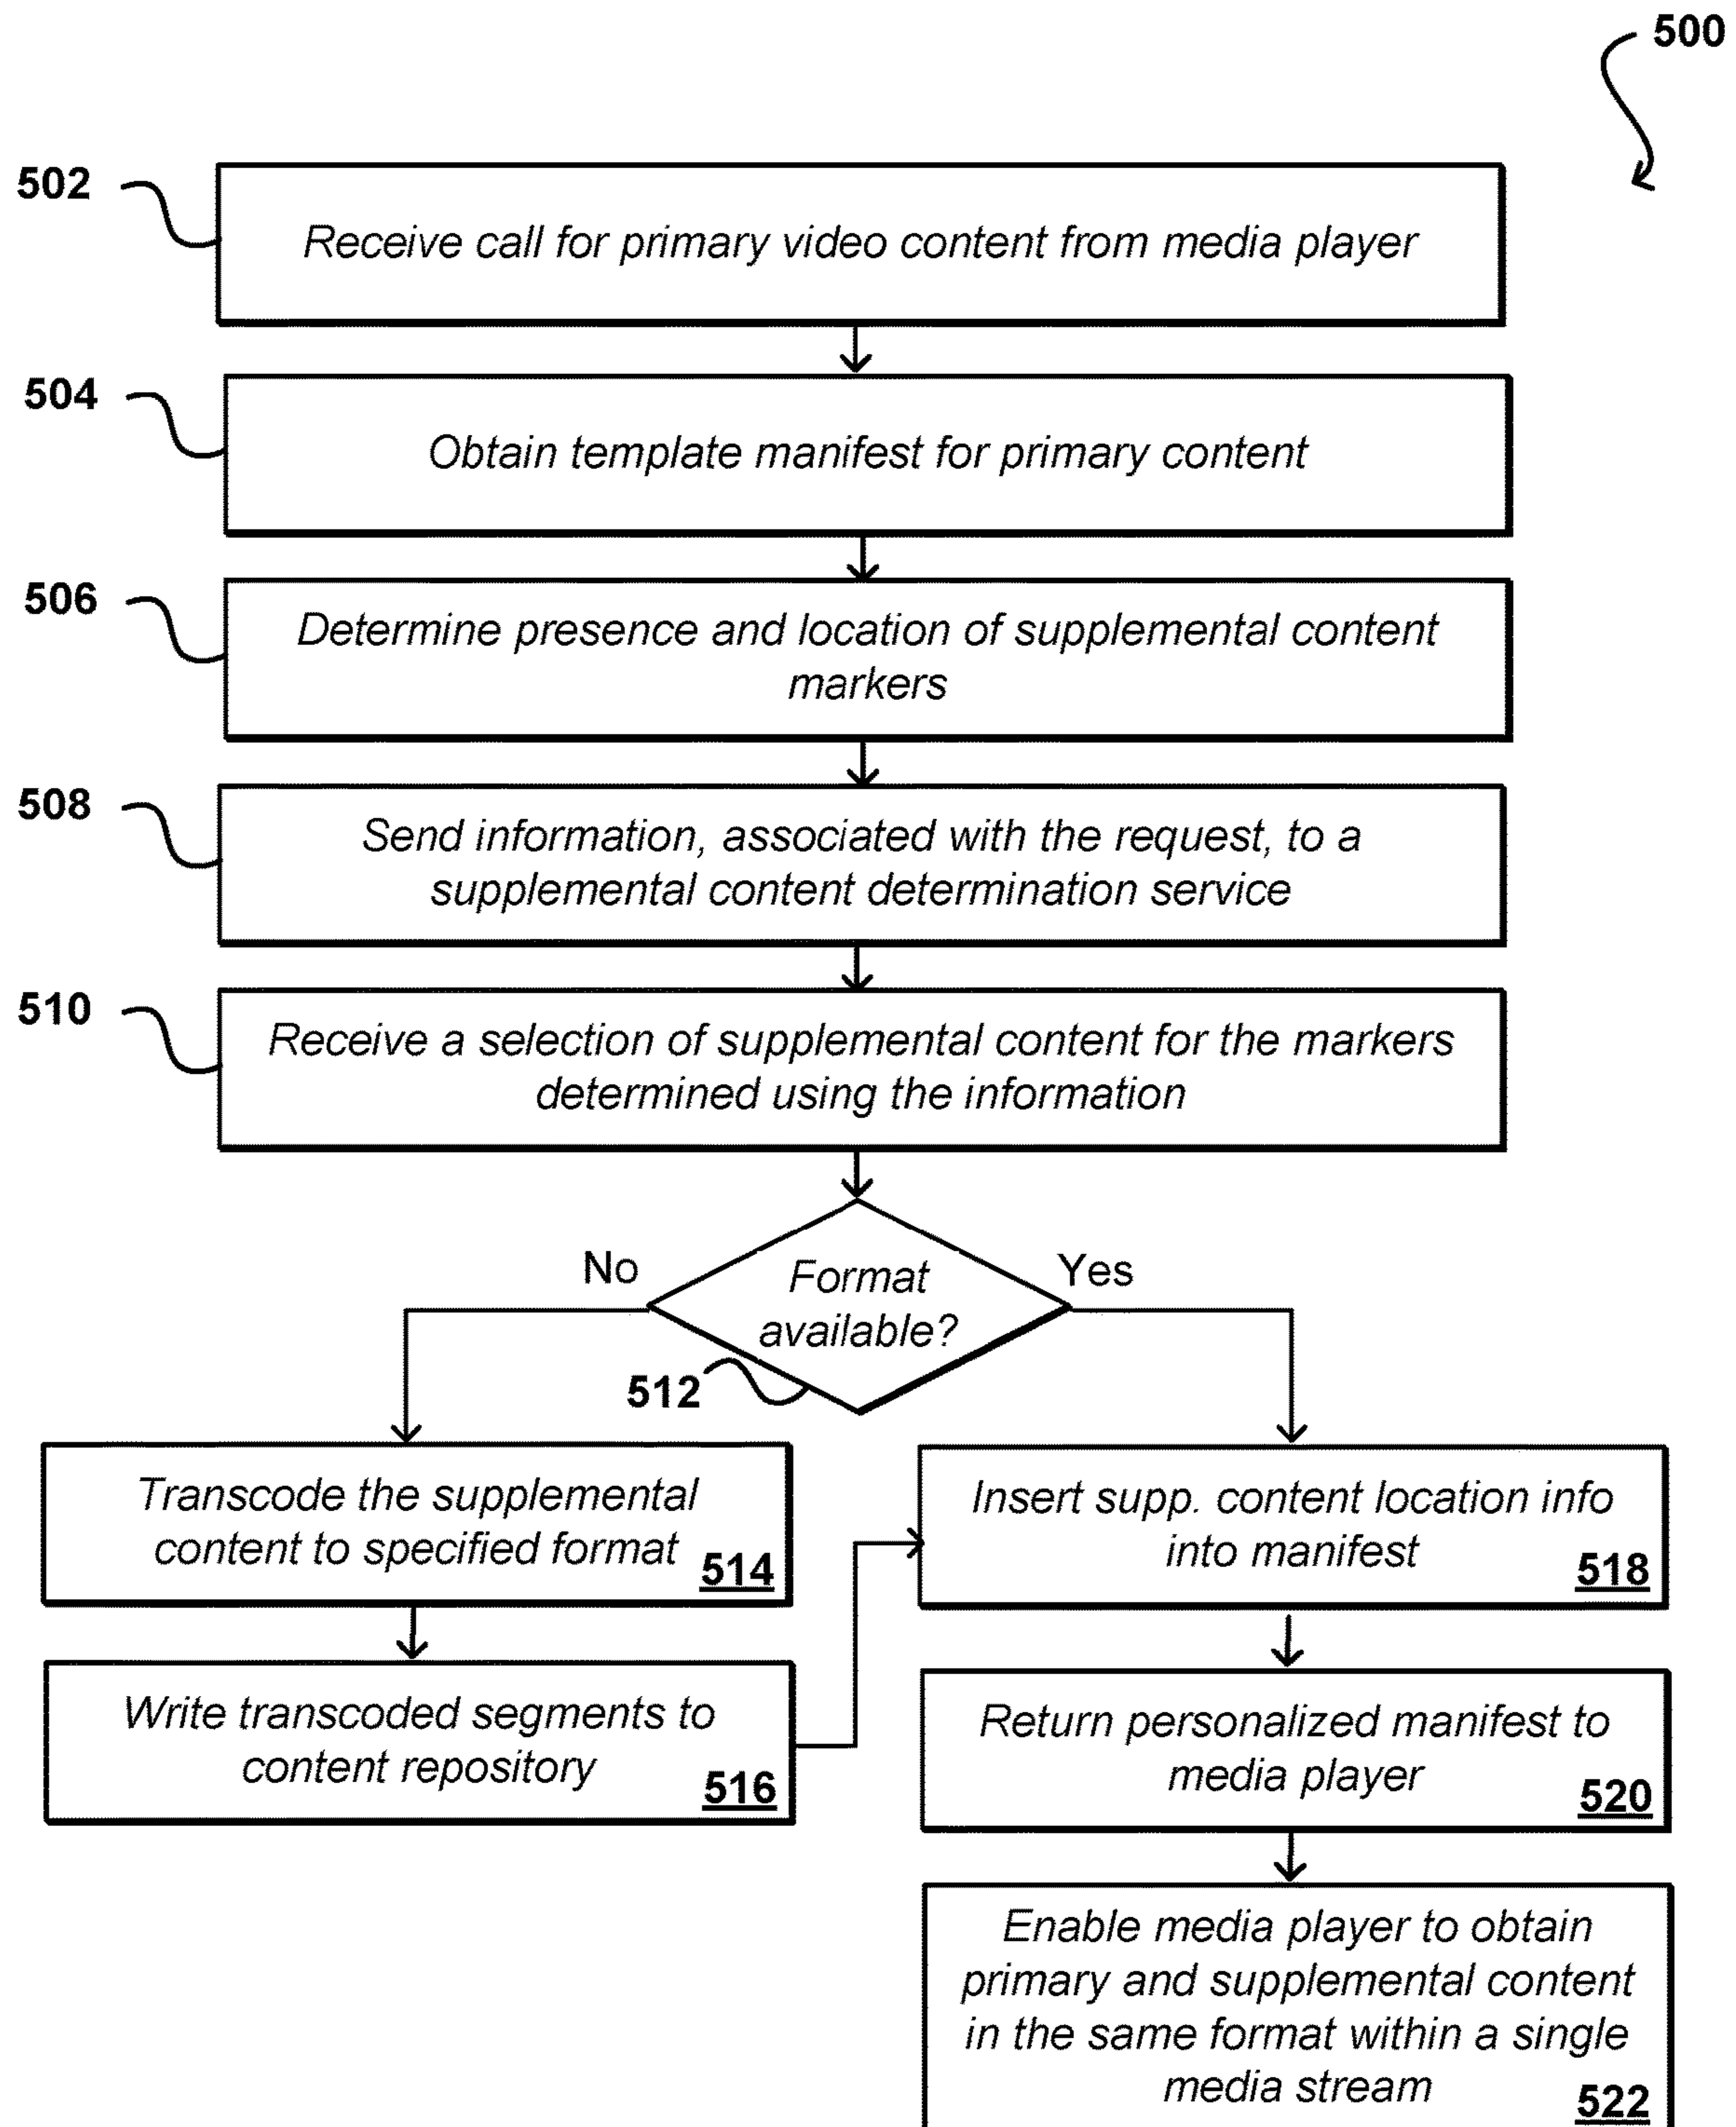 500
502
Receive call for primary video content from media player
504
Obtain template manifest for primary content
506
Determine presence and location of supplemental content
markers
508
Send information, associated with the request, to a
supplemental content determination service
510
Receive a selection of supplemental content for the markers
determined using the information
No
Format
available?
Yes
512
Transcode the supplemental
content to specified format
514
Write transcoded segments to
content repository
516
Insert supp. content location info
into manifest
518
Return personalized manifest to
media player
520
Enable media player to obtain
primary and supplemental content
in the same format within a single
media stream
522